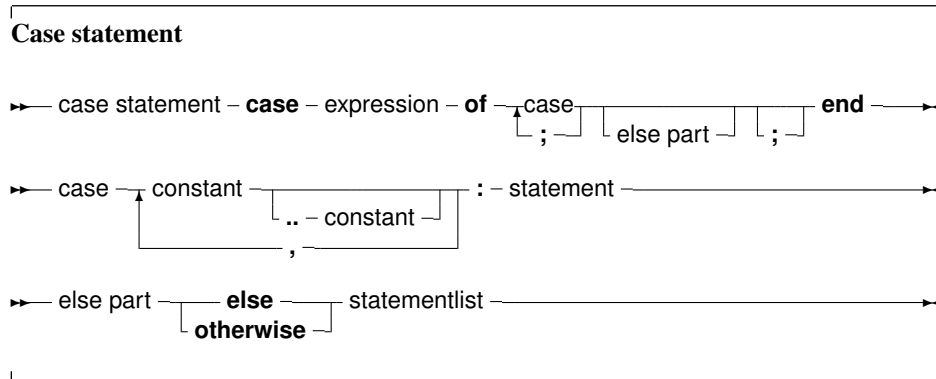 Case statement
case statement case expression of case end
; else part ;
case constant : statement
.. constant
,
else part else statementlist
otherwise